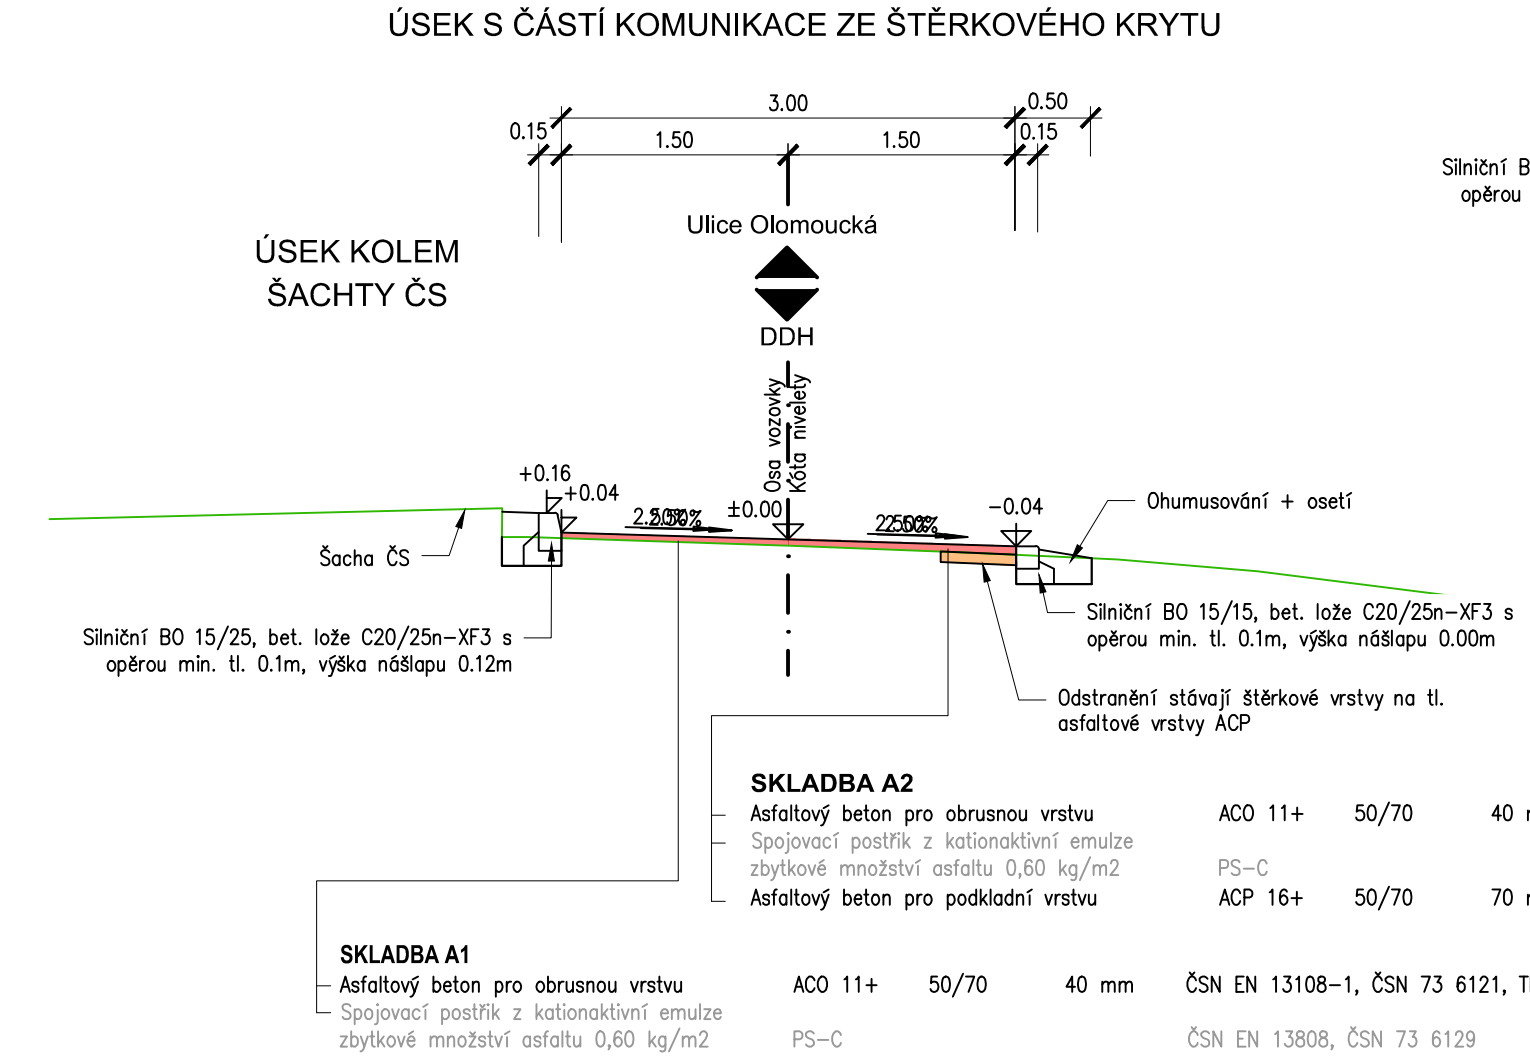 ÚSEK S ČÁSTÍ KOMUNIKACE ZE ŠTĚRKOVÉHO KRYTU
3.00
0.50
0.15
1.50
1.50
0.15
Silniční B
opěrou
Ulice Olomoucká
ÚSEK KOLEM
ŠACHTY ČS
DDH
Osa vozovky
Kóta nivelety
+0.16
+0.04
±0.00
-0.04
2.50%
2.50%
Ohumusování + osetí
Šacha ČS
Silniční BO 15/25, bet. lože C20/25n-XF3 s
opěrou min. tl. 0.1m, výška nášlapu 0.12m
Silniční BO 15/15, bet. lože C20/25n-XF3 s
opěrou min. tl. 0.1m, výška nášlapu 0.00m
Odstranění stávají štěrkové vrstvy na tl.
asfaltové vrstvy ACP
SKLADBA A2
Asfaltový beton pro obrusnou vrstvu ACO 11+ 50/70 40
Spojovací postřik z kationaktivní emulze
zbytkové množství asfaltu 0,60 kg/m2 PS-C
Asfaltový beton pro podkladní vrstvu ACP 16+ 50/70 70
SKLADBA A1
Asfaltový beton pro obrusnou vrstvu ACO 11+ 50/70 40 mm ČSN EN 13108-1, ČSN 73 6121,
Spojovací postřik z kationaktivní emulze
zbytkové množství asfaltu 0,60 kg/m2 PS-C ČSN EN 13808, ČSN 73 6129